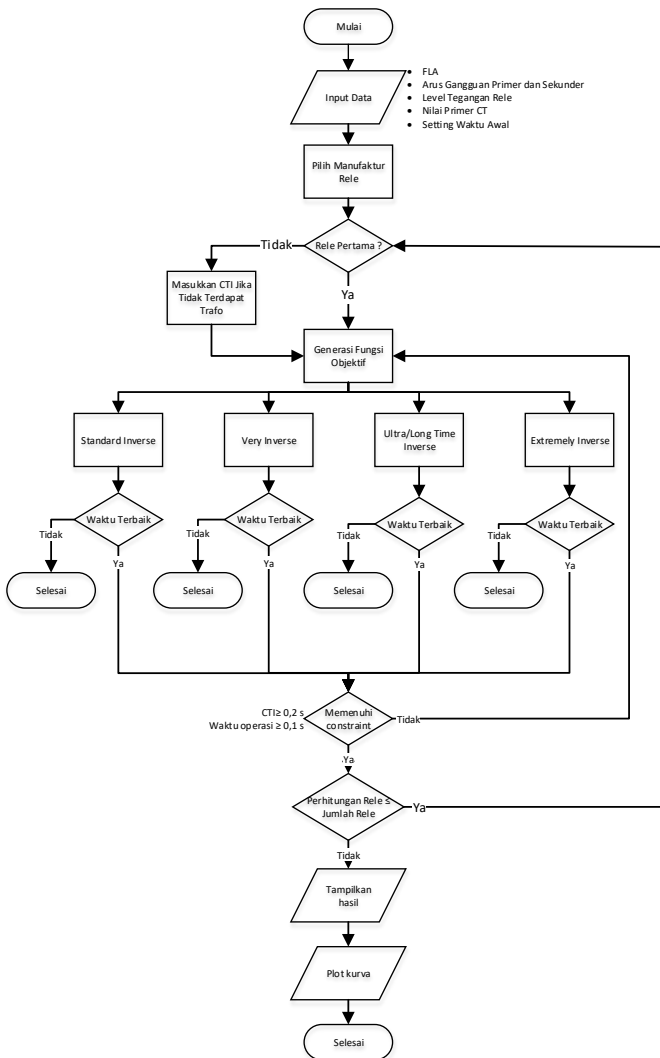 Mulai
Input Data
• FLA
• Arus Gangguan Primer dan Sekunder
• Level Tegangan Rele
• Nilai Primer CT
• Setting Waktu Awal
Pilih Manufaktur
Rele
Rele Pertama ?
Tidak
Ya
Masukkan CTI Jika
Tidak Terdapat
Trafo
Generasi Fungsi
Objektif
Standard Inverse
Very Inverse
Ultra/Long Time
Inverse
Extremely Inverse
Waktu Terbaik
Waktu Terbaik
Waktu Terbaik
Waktu Terbaik
Tidak
Tidak
Tidak
Tidak
Ya
Ya
Ya
Ya
Selesai
Selesai
Selesai
Selesai
CTI≥ 0,2 s
Waktu operasi ≥ 0,1 s
Memenuhi
constraint
Tidak
Ya
Perhitungan Rele ≤
Jumlah Rele
Ya
Tidak
Tampilkan
hasil
Plot kurva
Selesai